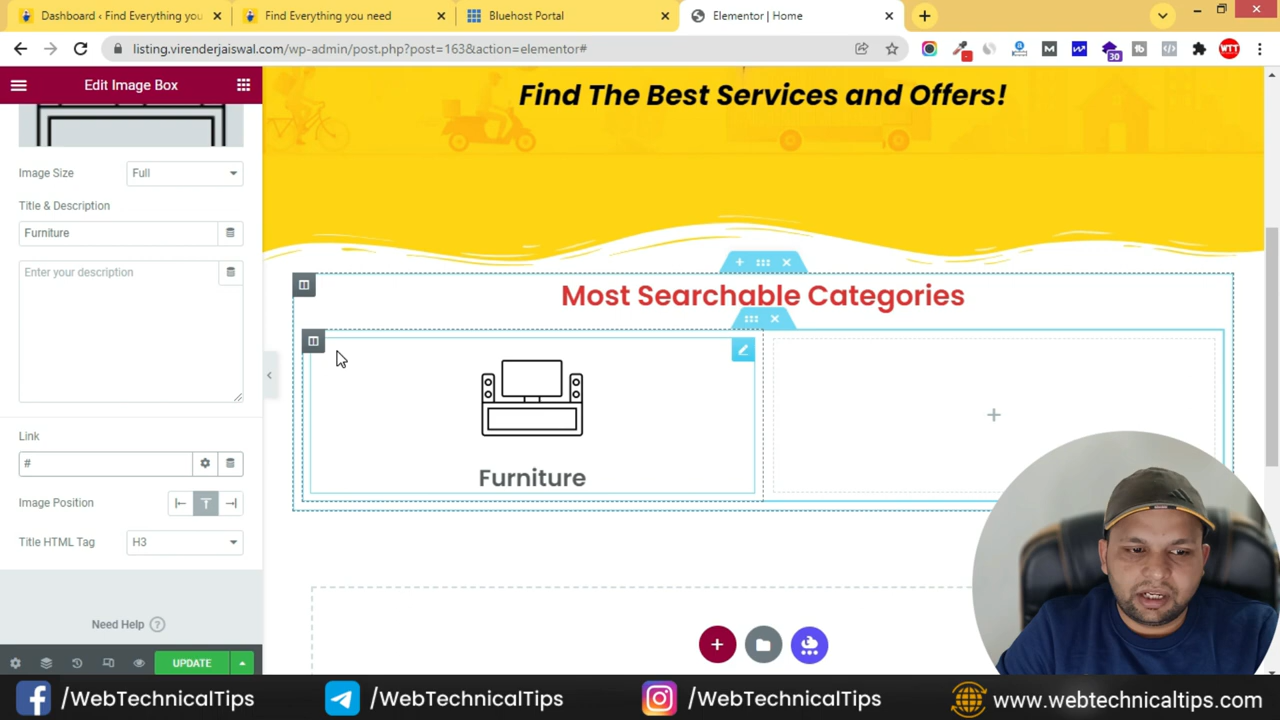 Dashboard ‹ Find Everything you
Find Everything you need
Bluehost Portal
Elementor | Home
listing.virenderjaiswal.com/wp-admin/post.php?post=163&action=elementor#
30
WTT
Edit Image Box
Image Size
Full
Title & Description
Furniture
Enter your description
Link
#
Image Position
Title HTML Tag
H3
Need Help
UPDATE
Find The Best Services and Offers!
Most Searchable Categories
Furniture
/WebTechnicalTips
/WebTechnicalTips
/WebTechnicalTips
www.webtechnicaltips.com